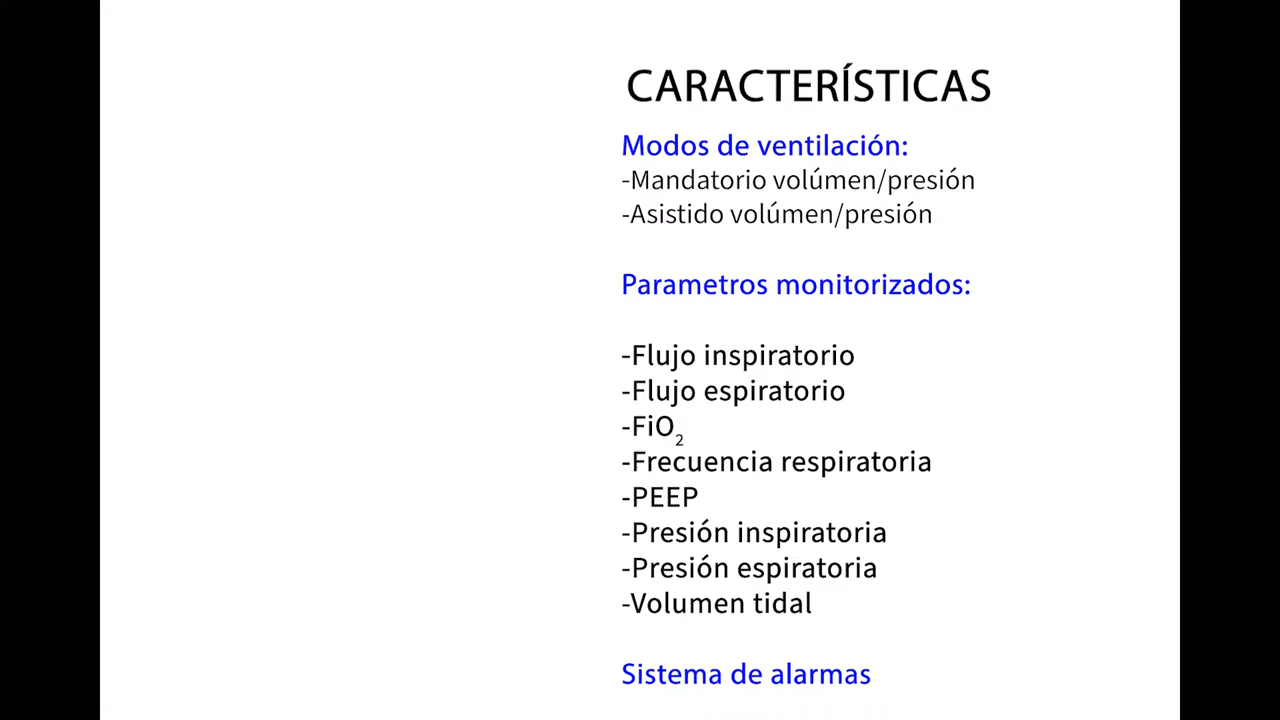 CARACTERÍSTICAS
Modos de ventilación:
-Mandatorio volúmen/presión
-Asistido volúmen/presión
Parametros monitorizados:
-Flujo inspiratorio
-Flujo espiratorio
-FiO₂
-Frecuencia respiratoria
-PEEP
-Presión inspiratoria
-Presión espiratoria
-Volumen tidal
Sistema de alarmas